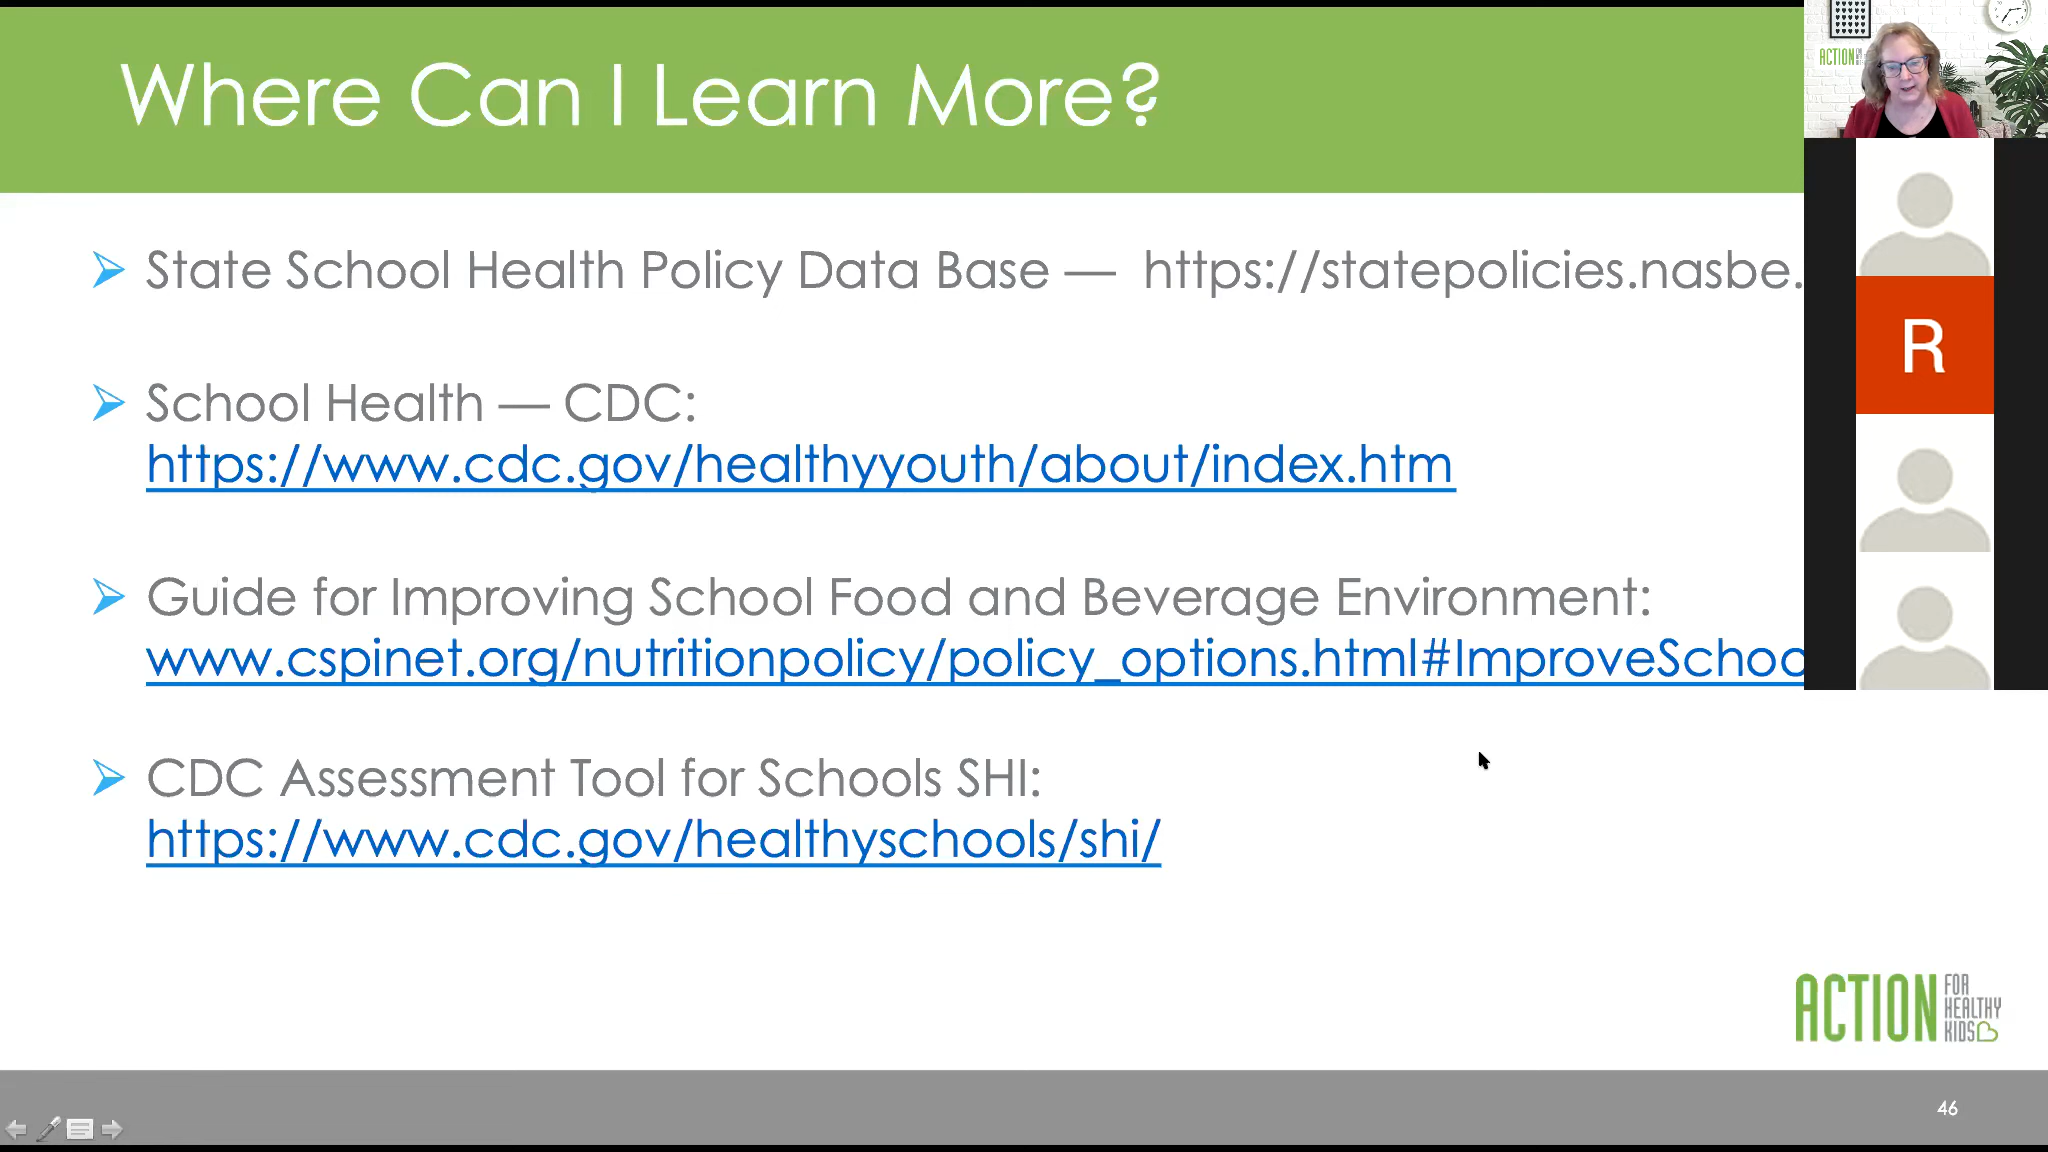 Where Can I Learn More?
State School Health Policy Data Base — https://statepolicies.nasbe.
School Health — CDC:
https://www.cdc.gov/healthyyouth/about/index.htm
Guide for Improving School Food and Beverage Environment:
www.cspinet.org/nutritionpolicy/policy_options.html#ImproveSchoo
CDC Assessment Tool for Schools SHI:
https://www.cdc.gov/healthyschools/shi/
ACTION
R
ACTION FOR
HEALTHY
KIDS
46